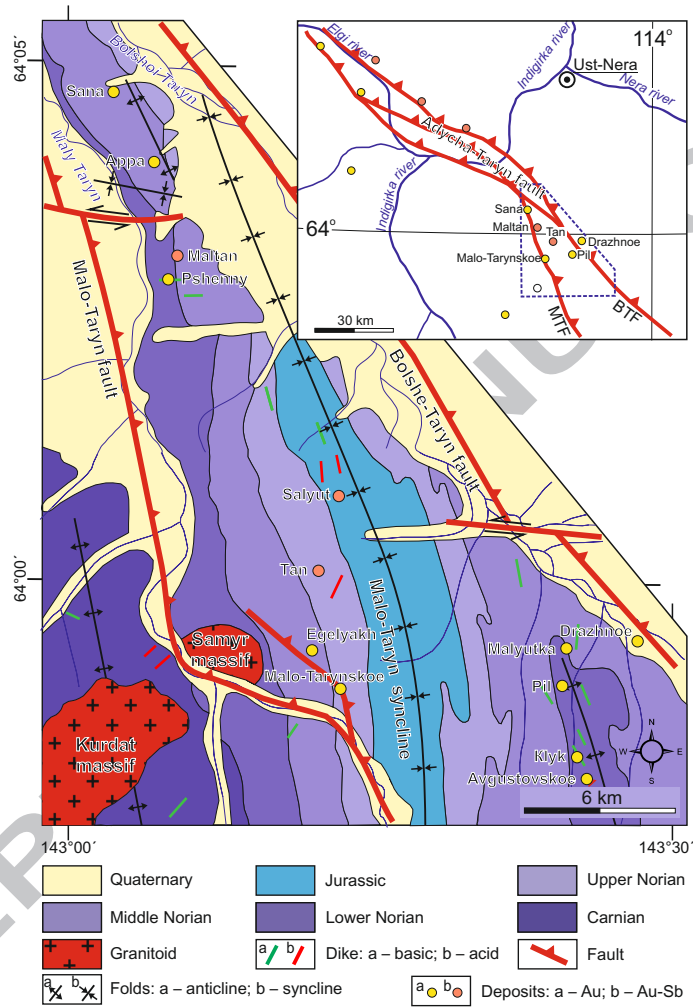 64°05'
Bolshoi Taryn
Sana
Maly Taryn
Appa
Maltan
Pshenny
Malo-Taryn fault
114°
Elgi river
Indigirka river
Ust-Nera
Nera river
Adycha-Taryn fault
Indigirka river
64°
Sana
Maltan
Tan
Drazhnoe
Malo-Tarynskoe
Pil
30 km
MTF
BTF
Bolshe-Taryn fault
Salyut
64°00'
Tan
Malo-Taryn syncline
Samyr
massif
Egelyakh
Malo-Tarynskoe
Drazhnoe
Malyutka
Pil
Kurdat
massif
Klyk
Avgustovskoe
N
W E
S
6 km
143°00'
143°30'
Quaternary
Jurassic
Upper Norian
Middle Norian
Lower Norian
Carnian
Granitoid
a b Dike: a – basic; b – acid
Fault
a b Folds: a – anticline; b – syncline
a b Deposits: a – Au; b – Au-Sb